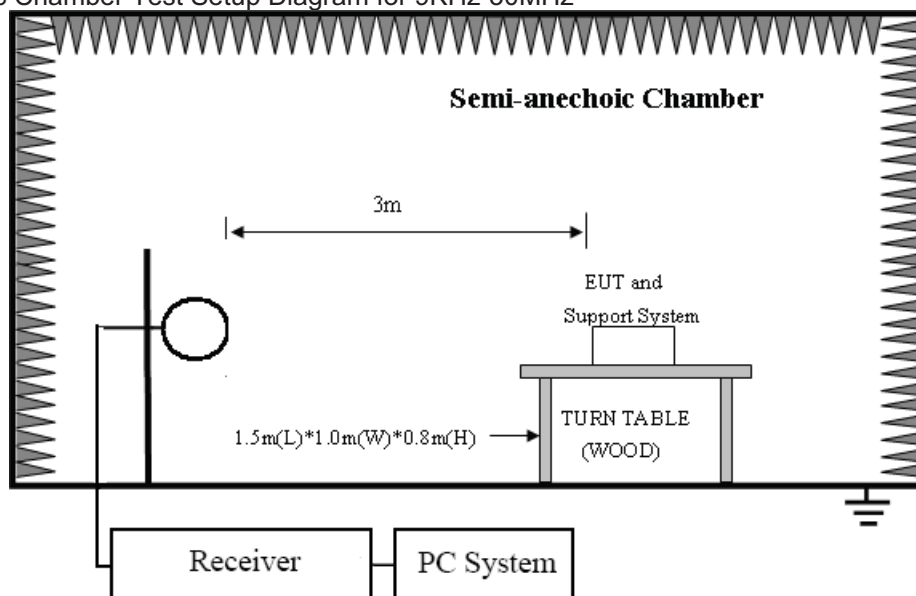 Chamber Test Setup Diagram for 9KHz-30MHz
Semi-anechoic Chamber
3m
EUT and
Support System
1.5m(L)*1.0m(W)*0.8m(H)
TURN TABLE
(WOOD)
Receiver
PC System